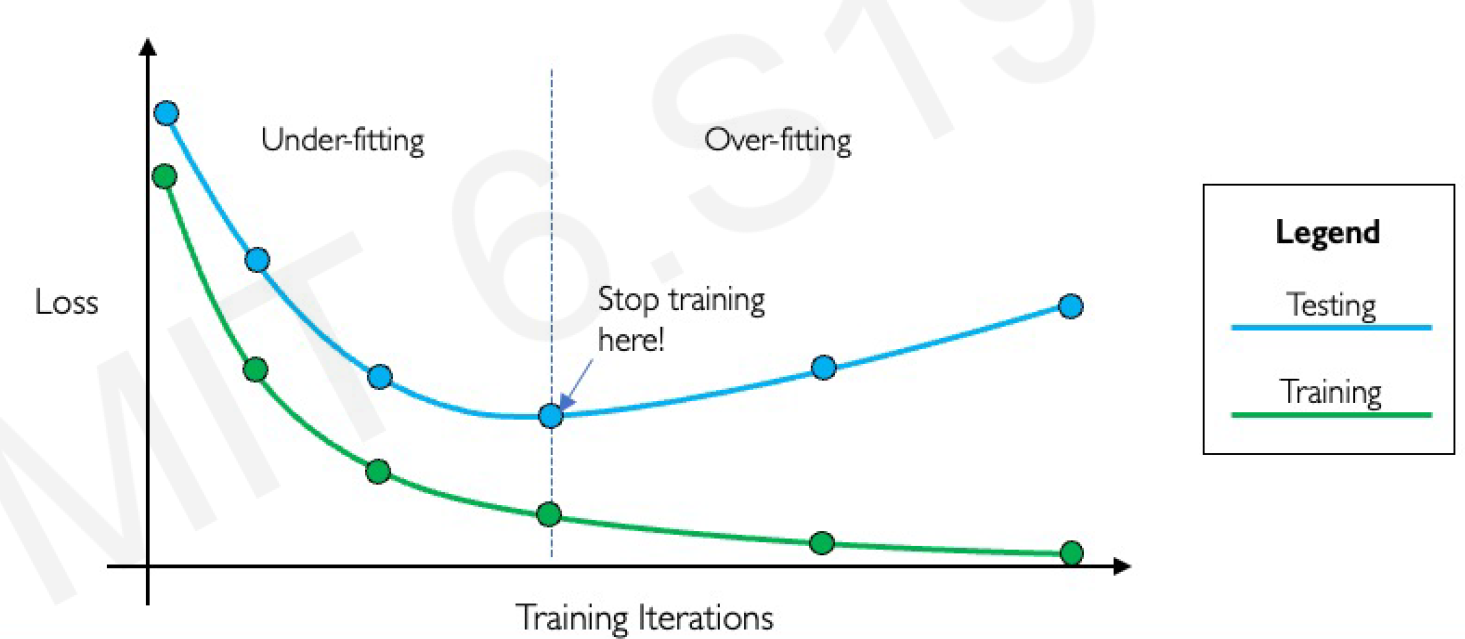 MIT 6.S19
Under-fitting
Over-fitting
Loss
Stop training
here!
Training Iterations
Legend
Testing
Training